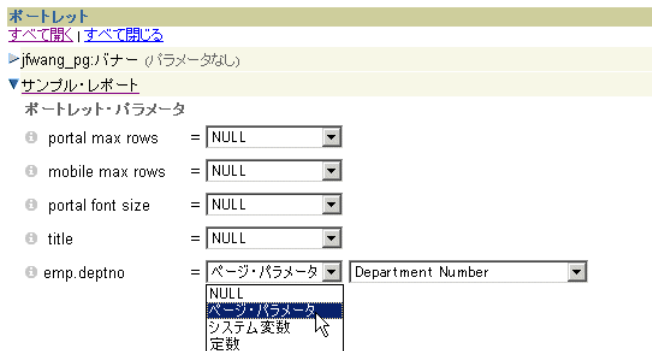 ポートレット
すべて開く | すべて閉じる
jfwang_pg:バナー (パラメータなし)
サンプル・レポート
ポートレット・パラメータ
portal max rows = NULL
mobile max rows = NULL
portal font size = NULL
title = NULL
emp.deptno = ページ・パラメータ Department Number
NULL
ページ・パラメータ
システム変数
定数